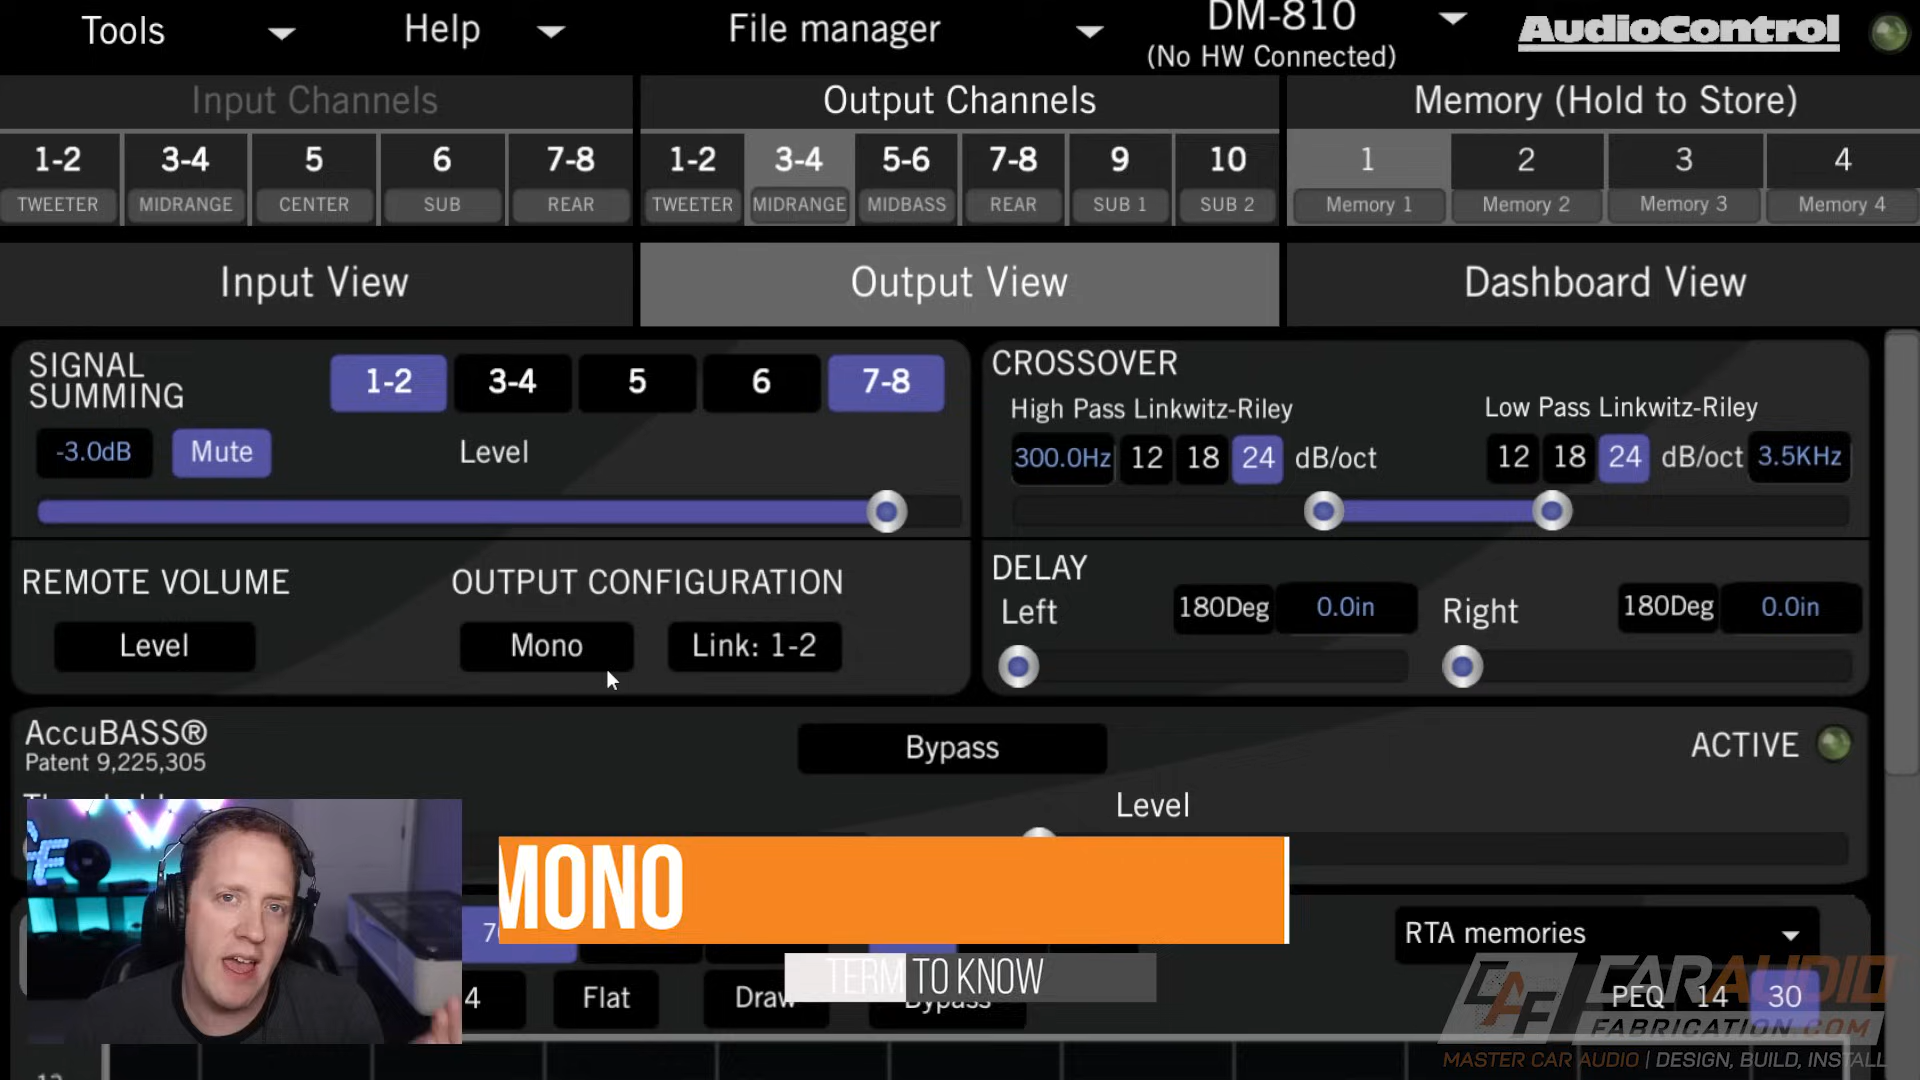 Tools
Help
File manager
DM-810
(No HW Connected)
AudioControl
Input Channels
Output Channels
Memory (Hold to Store)
1-2 3-4 5 6 7-8
TWEETER MIDRANGE CENTER SUB REAR
1-2 3-4 5-6 7-8 9 10
TWEETER MIDRANGE MIDBASS REAR SUB 1 SUB 2
1 2 3 4
Memory 1 Memory 2 Memory 3 Memory 4
Input View
Output View
Dashboard View
SIGNAL
SUMMING
1-2 3-4 5 6 7-8
-3.0dB Mute Level
CROSSOVER
High Pass Linkwitz-Riley
300.0Hz 12 18 24 dB/oct
Low Pass Linkwitz-Riley
12 18 24 dB/oct 3.5KHz
REMOTE VOLUME
Level
OUTPUT CONFIGURATION
Mono Link: 1-2
DELAY
Left 180Deg 0.0in
Right 180Deg 0.0in
AccuBASS®
Patent 9,225,305
Bypass
ACTIVE
Level
MONO
TERM TO KNOW
RTA memories
4 Flat Draw Bypass
PEQ 14 30
CAF CAR AUDIO
FABRICATION.COM
MASTER CAR AUDIO | DESIGN, BUILD, INSTALL